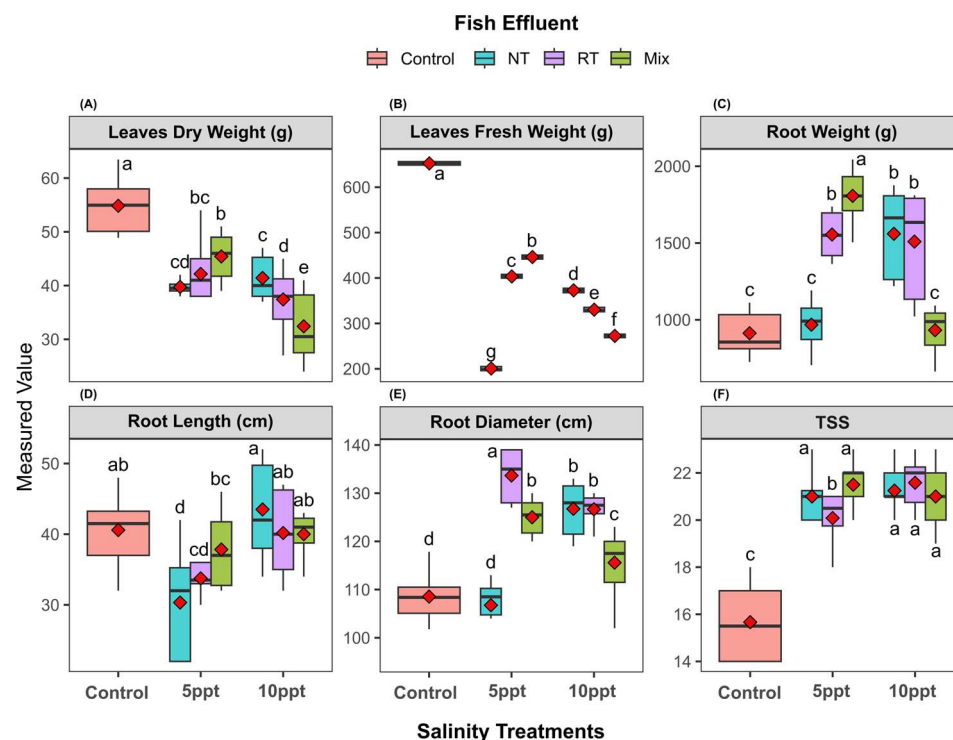 Fish Effluent
Control NT RT Mix
(A) (B) (C)
Leaves Dry Weight (g) Leaves Fresh Weight (g) Root Weight (g)
60
50
40
30
a
cd
bc
b
c
d
e
600
500
400
300
200
a
g
c
b
d
e
f
2000
1500
1000
c
c
b
a
b
b
c
(D) (E) (F)
Root Length (cm) Root Diameter (cm) TSS
50
40
30
ab
d
cd
bc
a
ab
ab
140
130
120
110
100
d
d
a
b
b
b
c
22
20
18
16
14
c
a
b
a
a
a
a
Control 5ppt 10ppt Control 5ppt 10ppt Control 5ppt 10ppt
Measured Value
Salinity Treatments